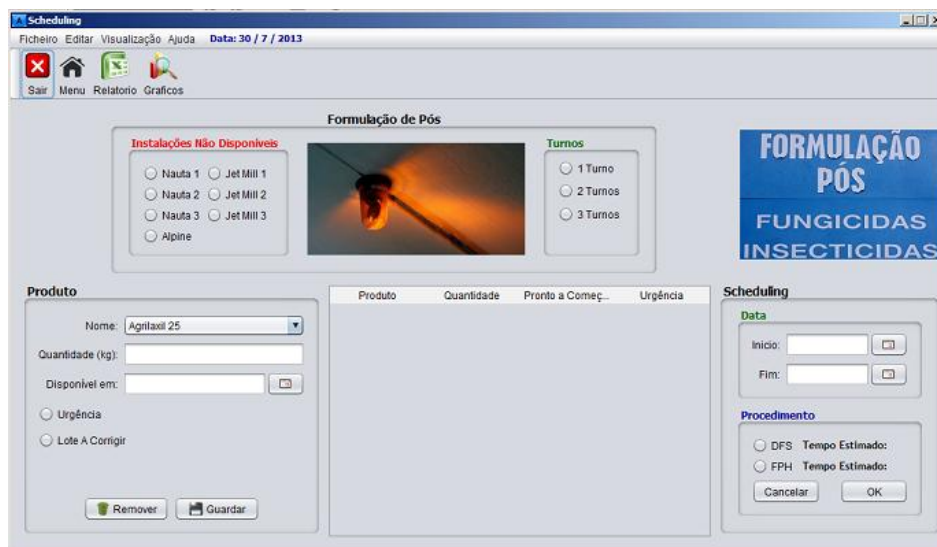 Scheduling
Ficheiro Editar Visualização Ajuda Data: 30 / 7 / 2013
Sair Menu Relatorio Graficos
Formulação de Pós
Instalações Não Disponíveis
Nauta 1 Jet Mill 1
Nauta 2 Jet Mill 2
Nauta 3 Jet Mill 3
Alpine
Turnos
1 Turno
2 Turnos
3 Turnos
FORMULAÇÃO
PÓS
FUNGICIDAS
INSECTICIDAS
Produto
Nome: Agrilaxil 25
Quantidade (kg):
Disponível em:
Urgência
Lote A Corrigir
Remover Guardar
Produto Quantidade Pronto a Começ... Urgência
Scheduling
Data
Inicio:
Fim:
Procedimento
DFS Tempo Estimado:
FPH Tempo Estimado:
Cancelar OK